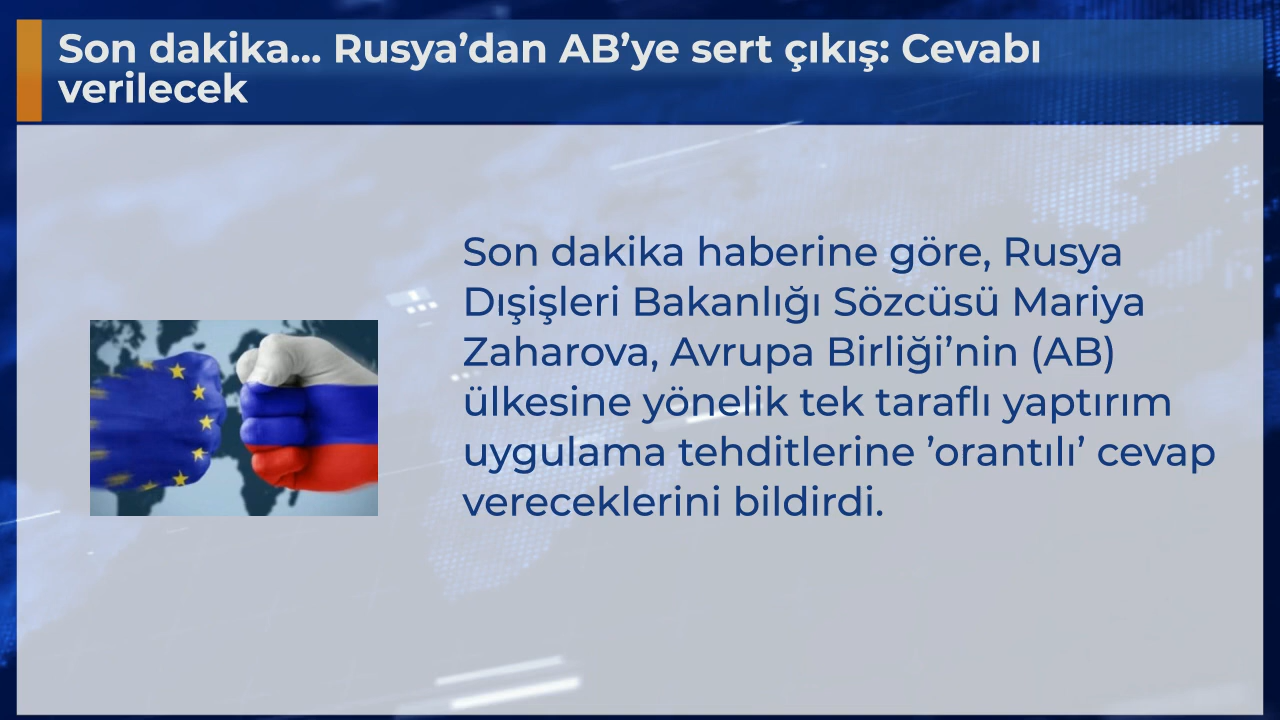 Son dakika... Rusya’dan AB’ye sert çıkış: Cevabı
verilecek
Son dakika haberine göre, Rusya
Dışişleri Bakanlığı Sözcüsü Mariya
Zaharova, Avrupa Birliği’nin (AB)
ülkesine yönelik tek taraflı yaptırım
uygulama tehditlerine ’orantılı’ cevap
vereceklerini bildirdi.